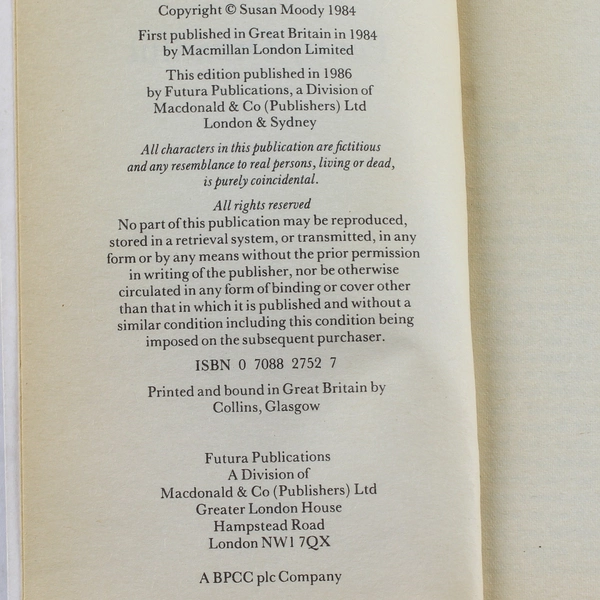 Copyright © Susan Moody 1984
First published in Great Britain in 1984
by Macmillan London Limited
This edition published in 1986
by Futura Publications, a Division of
Macdonald & Co (Publishers) Ltd
London & Sydney
All characters in this publication are fictitious
and any resemblance to real persons, living or dead,
is purely coincidental.
All rights reserved
No part of this publication may be reproduced,
stored in a retrieval system, or transmitted, in any
form or by any means without the prior permission
in writing of the publisher, nor be otherwise
circulated in any form of binding or cover other
than that in which it is published and without a
similar condition including this condition being
imposed on the subsequent purchaser.
ISBN 0 7088 2752 7
Printed and bound in Great Britain by
Collins, Glasgow
Futura Publications
A Division of
Macdonald & Co (Publishers) Ltd
Greater London House
Hampstead Road
London NW1 7QX
A BPCC plc Company